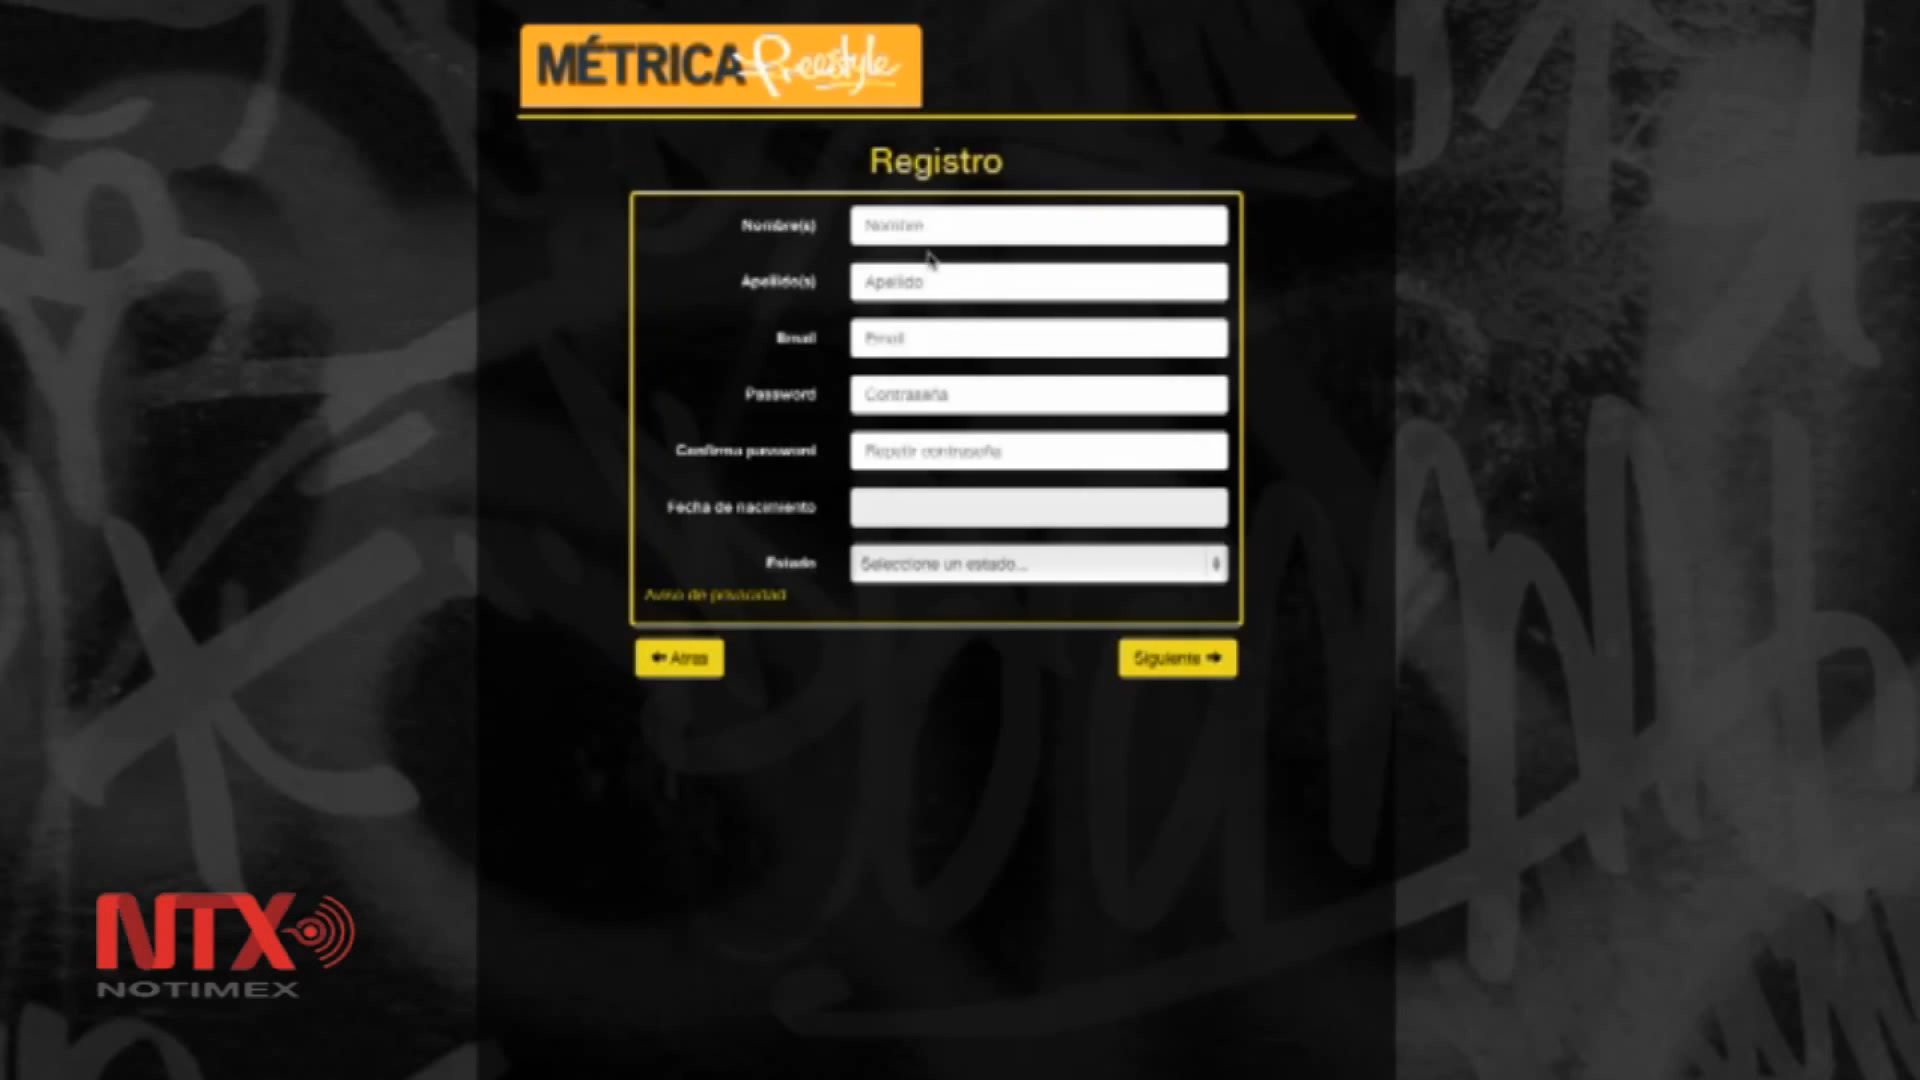 MÉTRICA Freestyle
Registro
Nombre(s) Nombre
Apellido(s) Apellido
Email Email
Password Contraseña
Confirma password Repetir contraseña
Fecha de nacimiento
Estado Seleccione un estado...
Aviso de privacidad
Atras Siguiente
NTX
NOTIMEX